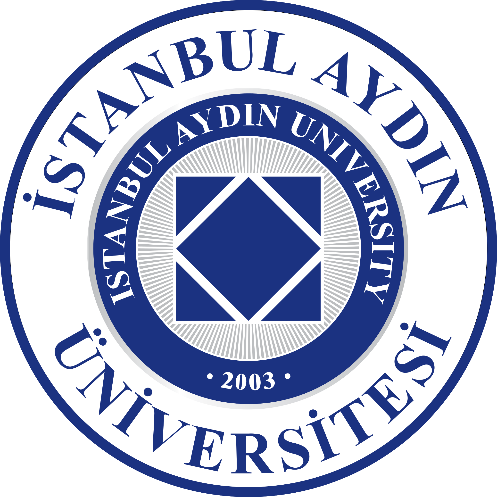 İSTANBUL AYDIN
ÜNİVERSİTESİ
ISTANBUL AYDIN UNIVERSITY
• 2003 •